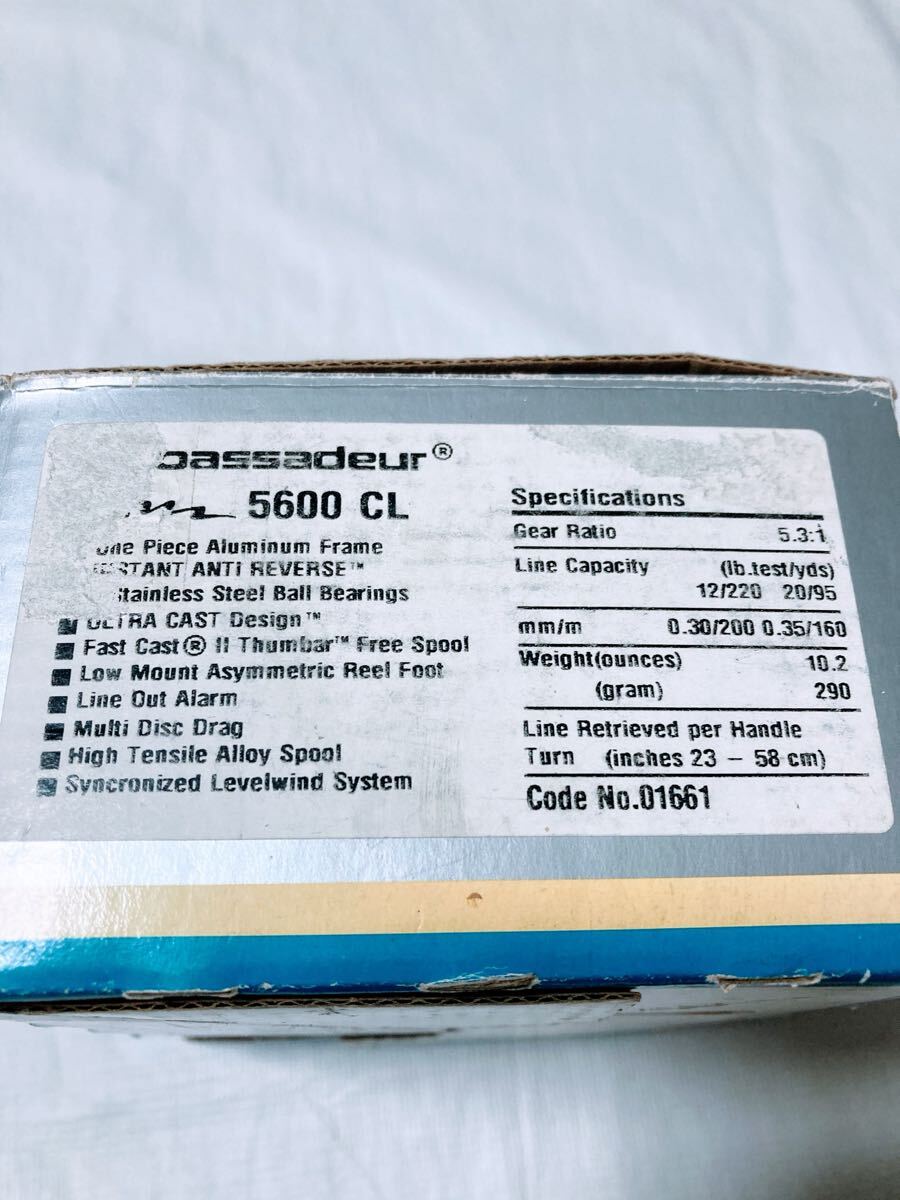 bassadeur®
5600 CL
One Piece Aluminum Frame
INSTANT ANTI REVERSE™
Stainless Steel Ball Bearings
ULTRA CAST Design™
Fast Cast® II Thumbar™ Free Spool
Low Mount Asymmetric Reel Foot
Line Out Alarm
Multi Disc Drag
High Tensile Alloy Spool
Syncronized Levelwind System
Specifications
Gear Ratio 5.3:1
Line Capacity (lb.test/yds)
12/220 20/95
mm/m 0.30/200 0.35/160
Weight(ounces) 10.2
(gram) 290
Line Retrieved per Handle
Turn (inches 23 – 58 cm)
Code No.01661